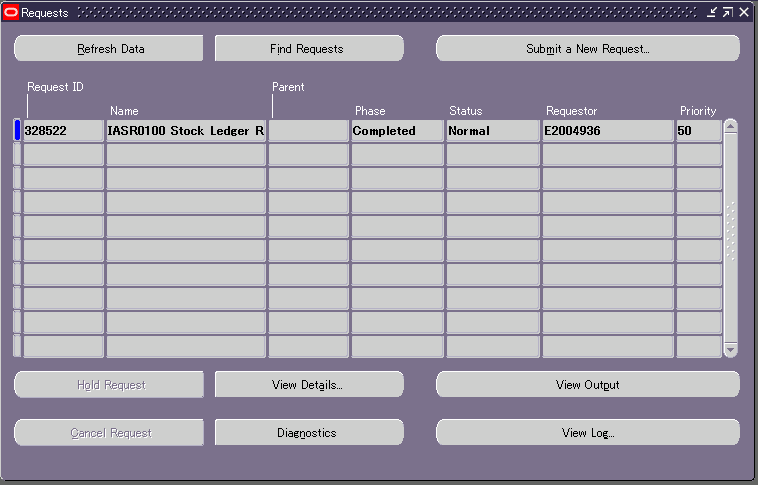 Requests
Refresh Data Find Requests Submit a New Request...
Request ID Parent
Name Phase Status Requestor Priority
328522 IASR0100 Stock Ledger R Completed Normal E2004936 50
Hold Request View Details... View Output
Cancel Request Diagnostics View Log...